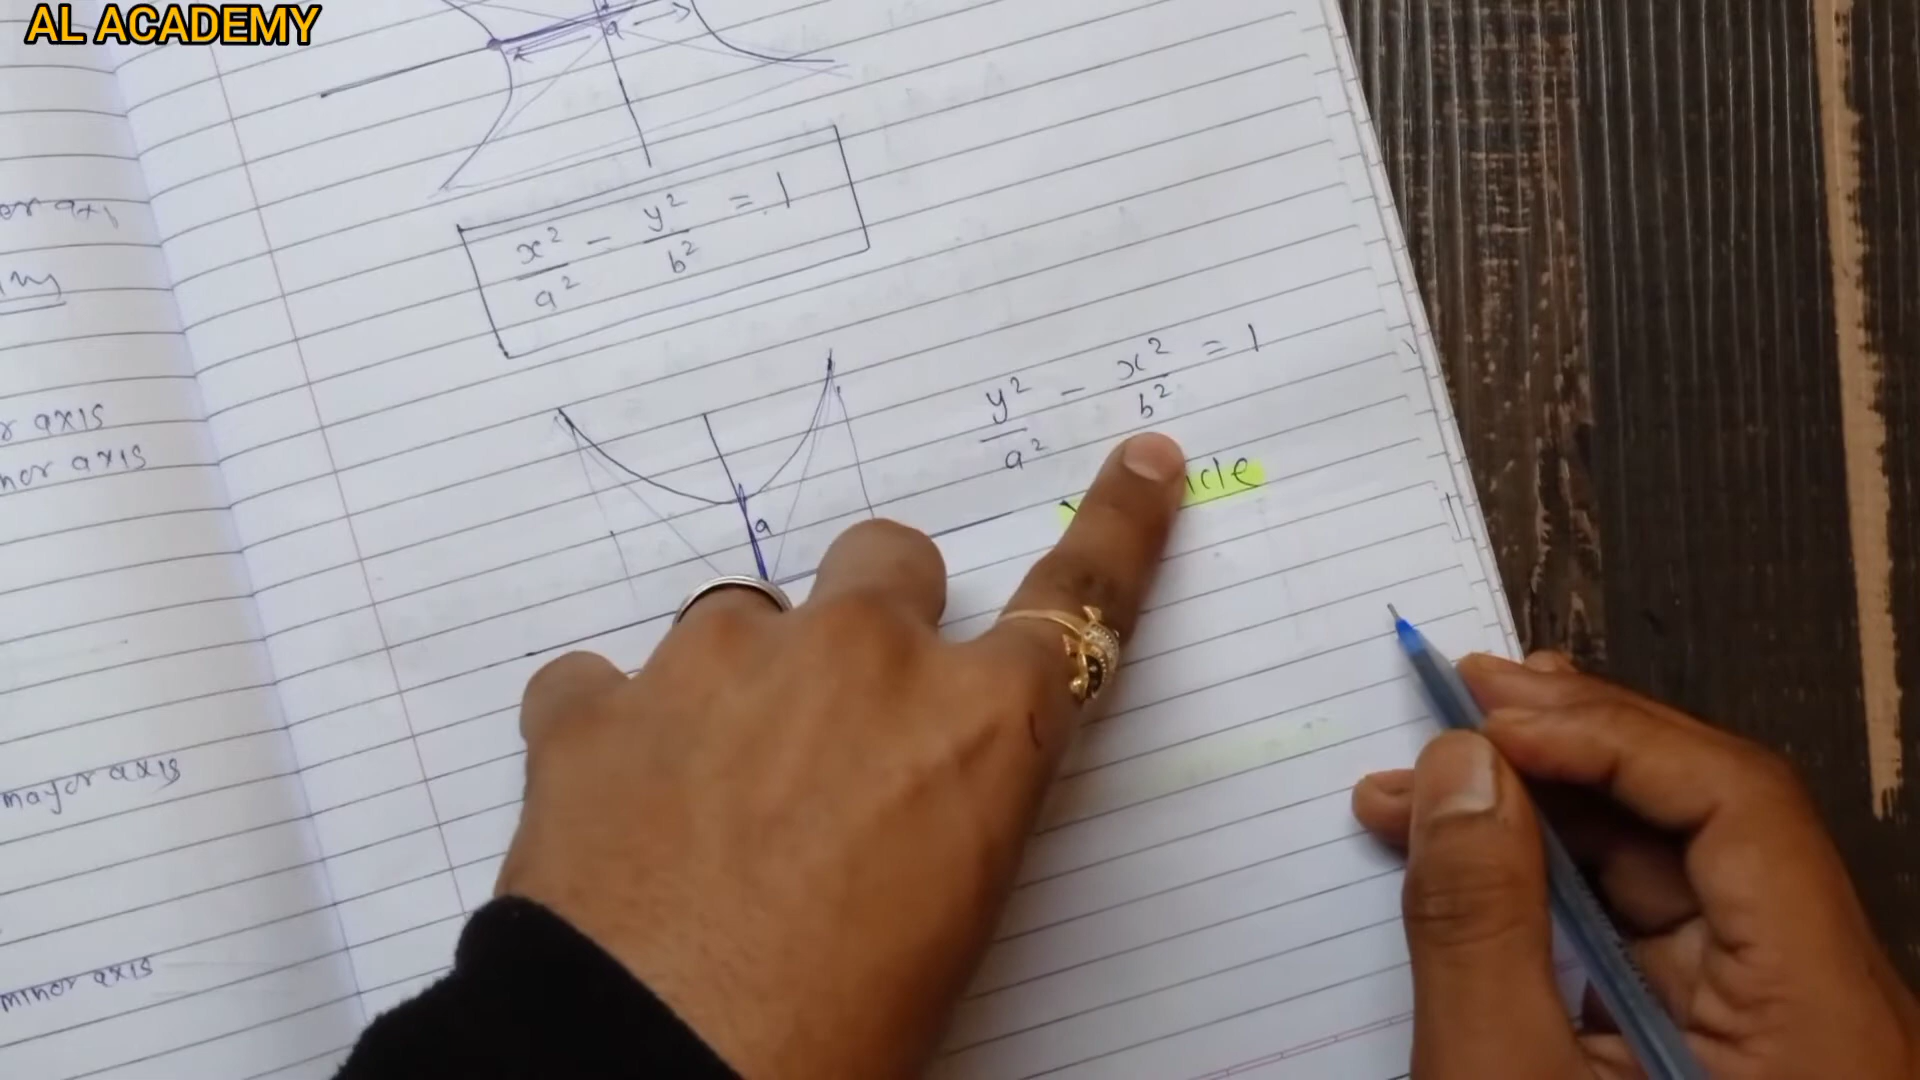 AL ACADEMY
a
x²/a² - y²/b² = 1
y²/a² - x²/b² = 1
a
axis
axis
major axis
minor axis